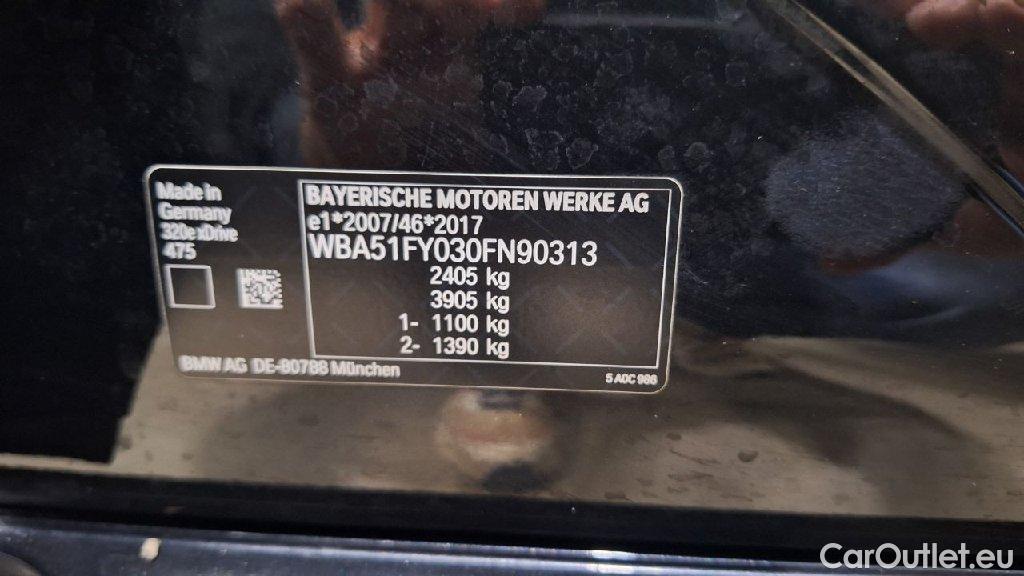 Made in
Germany
320e xDrive
475
BAYERISCHE MOTOREN WERKE AG
e1*2007/46*2017
WBA51FY030FN90313
2405 kg
3905 kg
1- 1100 kg
2- 1390 kg
BMW AG DE-80788 München
5 A0C 986
CarOutlet.eu